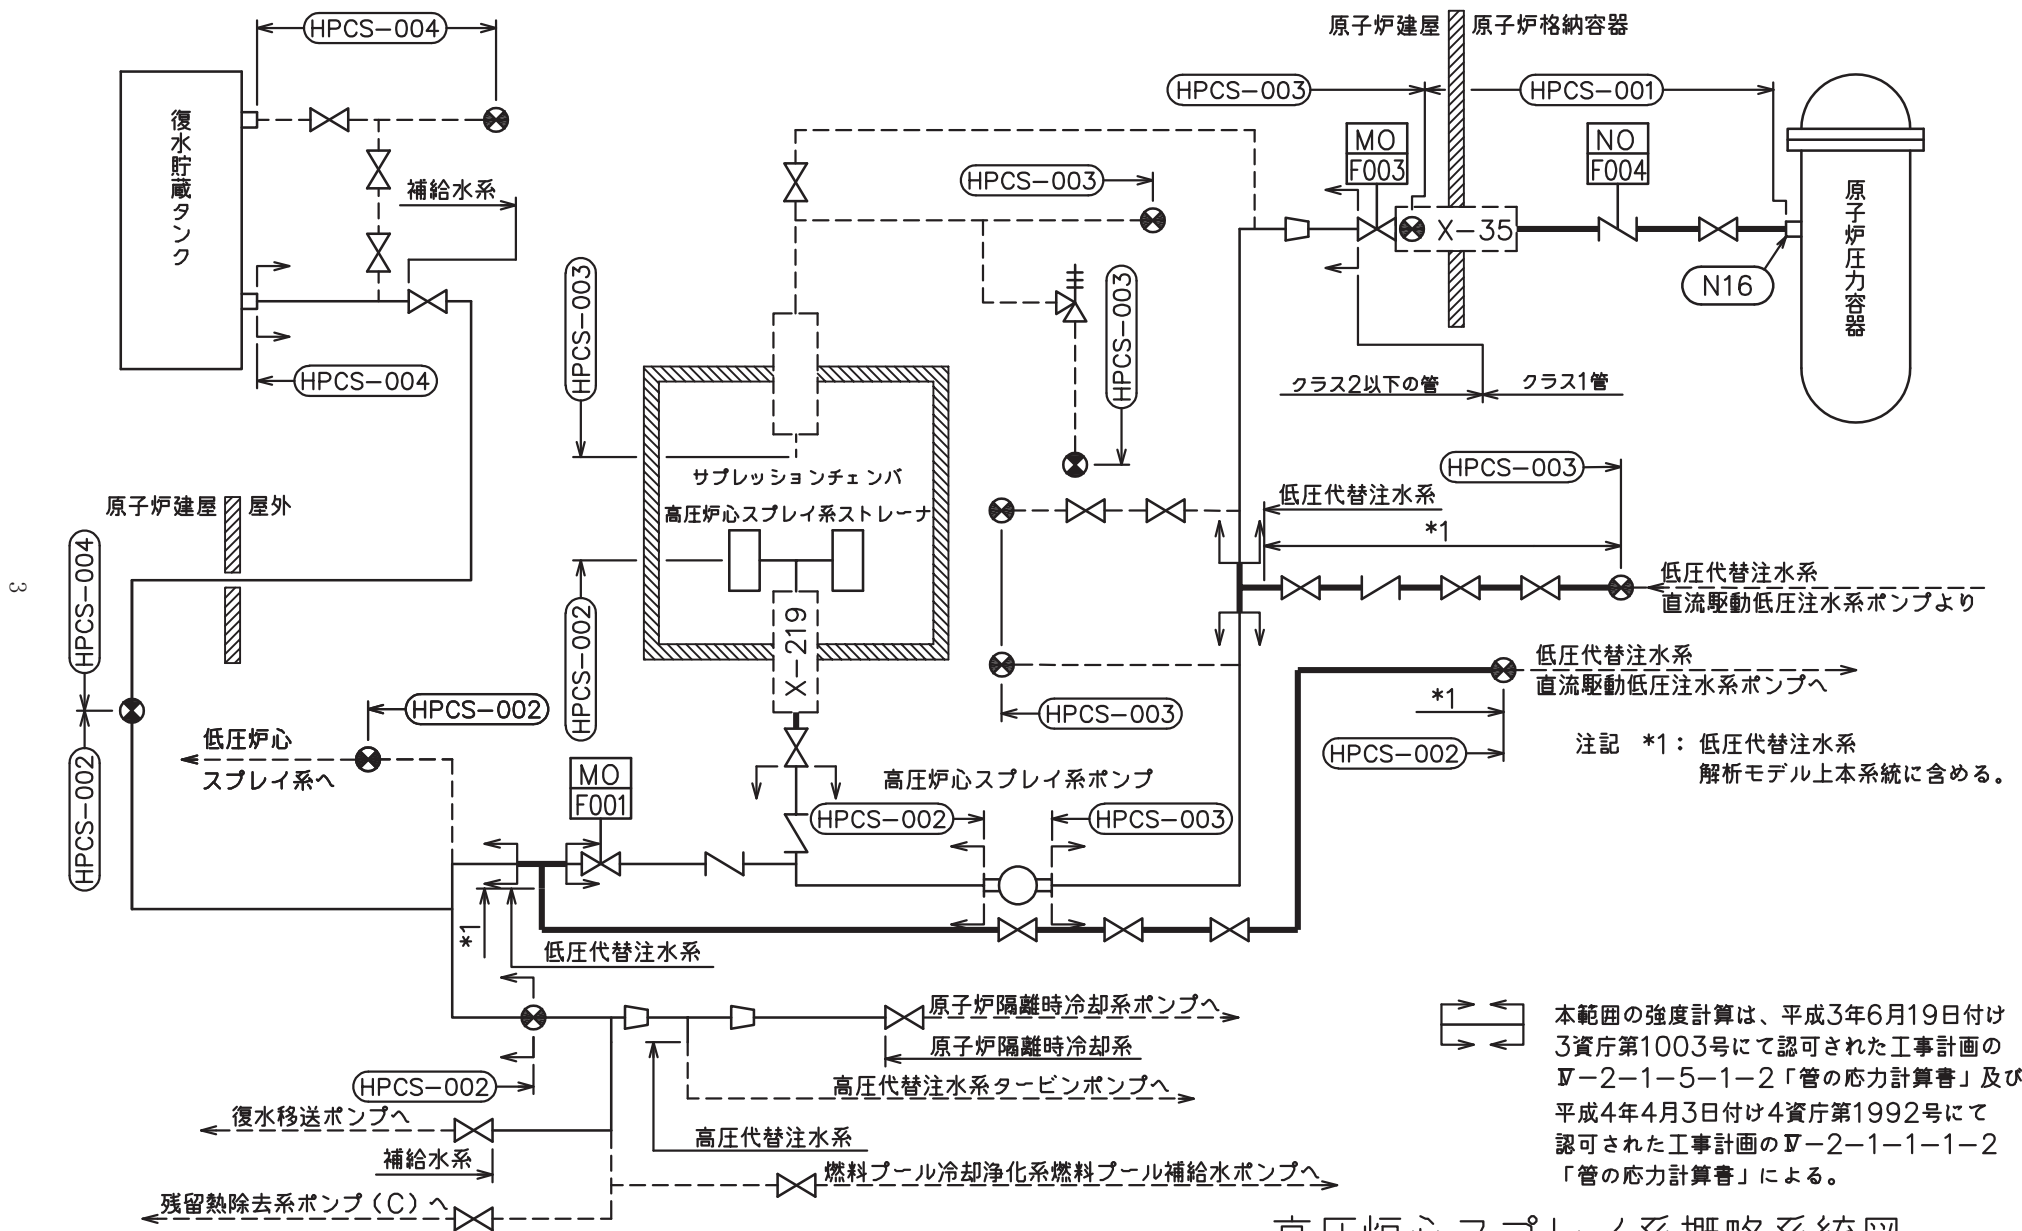 HPCS-004
原子炉建屋
原子炉格納容器
HPCS-003
HPCS-001
復水貯蔵タンク
MO
F003
NO
F004
HPCS-003
補給水系
原子炉圧力容器
X-35
N16
HPCS-003
HPCS-003
HPCS-004
クラス2以下の管
クラス1管
サプレッションチェンバ
HPCS-003
原子炉建屋
屋外
高圧炉心スプレイ系ストレーナ
低圧代替注水系
*1
HPCS-004
3
HPCS-002
X-219
低圧代替注水系
直流駆動低圧注水系ポンプより
低圧代替注水系
直流駆動低圧注水系ポンプへ
HPCS-002
HPCS-003
*1
低圧炉心
スプレイ系へ
HPCS-002
HPCS-002
注記 *1: 低圧代替注水系
解析モデル上本系統に含める。
MO
F001
高圧炉心スプレイ系ポンプ
HPCS-002
HPCS-003
*1
低圧代替注水系
原子炉隔離時冷却系ポンプへ
原子炉隔離時冷却系
HPCS-002
高圧代替注水系タービンポンプへ
復水移送ポンプへ
高圧代替注水系
補給水系
燃料プール冷却浄化系燃料プール補給水ポンプへ
残留熱除去系ポンプ(C)へ
本範囲の強度計算は、平成3年6月19日付け
3資庁第1003号にて認可された工事計画の
Ⅳ-2-1-5-1-2「管の応力計算書」及び
平成4年4月3日付け4資庁第1992号にて
認可された工事計画のⅣ-2-1-1-1-2
「管の応力計算書」による。
高圧炉心スプレイ系概略系統図